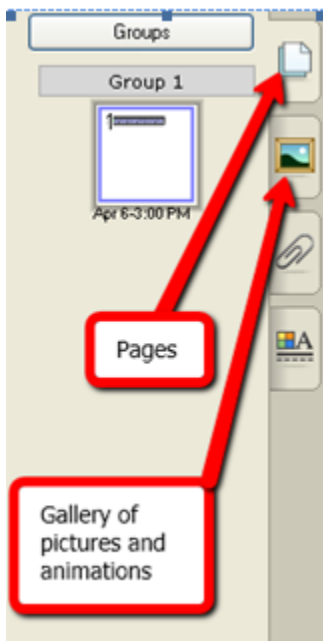 Groups
Group 1
1
Apr 6-3:00 PM
A
Pages
Gallery of
pictures and
animations